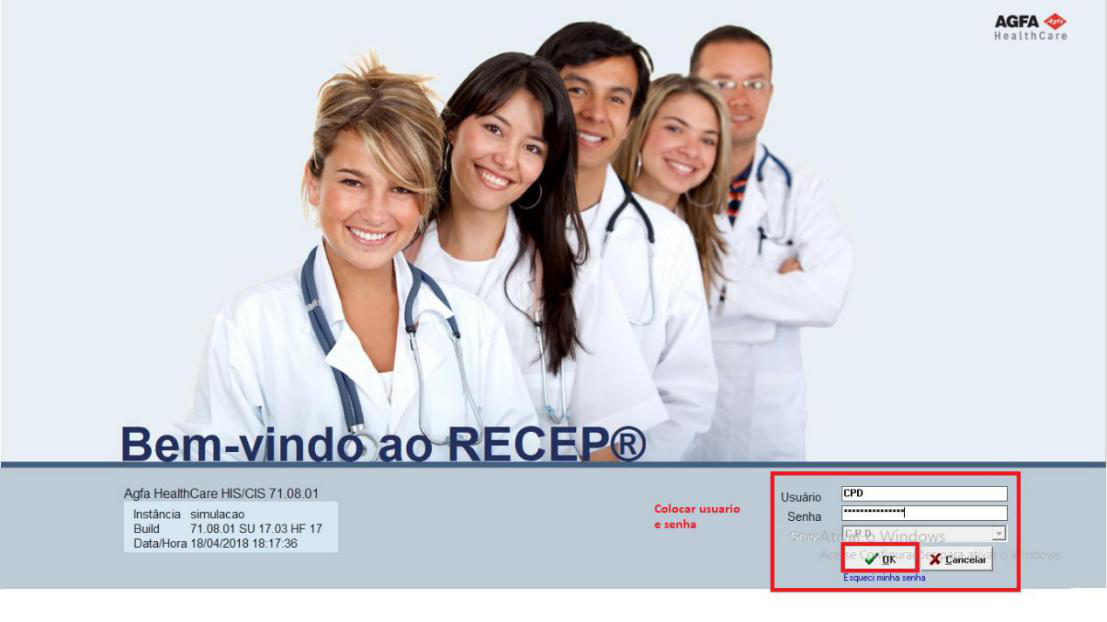 AGFA
HealthCare
Bem-vindo ao RECEP®
Agfa HealthCare HIS/CIS 71.08.01
Instância simulacao
Build 71.08.01 SU 17.03 HF 17
Data/Hora 18/04/2018 18:17:36
Colocar usuario
e senha
Usuário CPD
Senha ***************
Grupo C.P.D.
Ativar o Windows
Acesse Configurações para ativar o Windows.
OK Cancelar
Esqueci minha senha